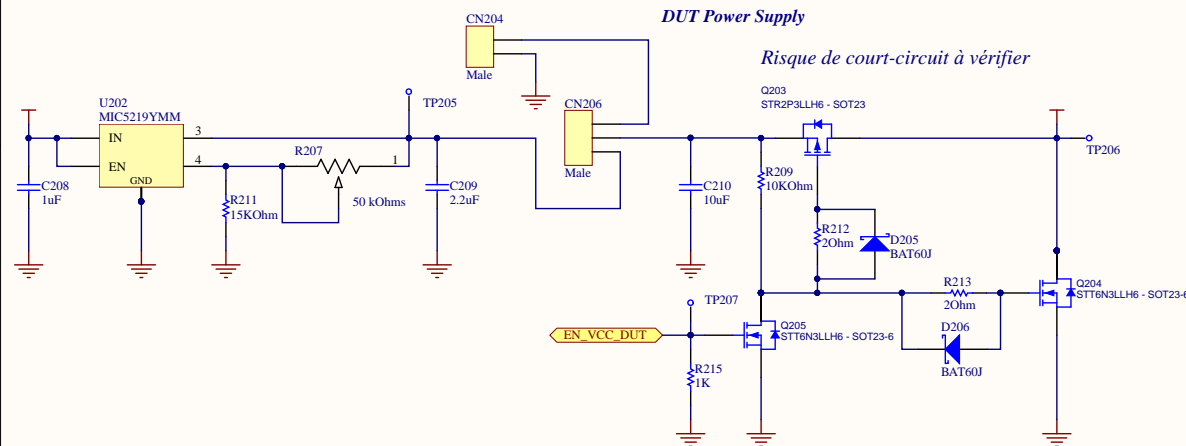 DUT Power Supply
Risque de court-circuit à vérifier
CN204
Male
U202
MIC5219YMM
IN
EN
GND
3
4
C208
1uF
R211
15KOhm
R207
1
50 kOhms
TP205
C209
2.2uF
CN206
Male
C210
10uF
R209
10KOhm
Q203
STR2P3LLH6 - SOT23
TP206
R212
2Ohm
D205
BAT60J
TP207
EN_VCC_DUT
R215
1K
Q205
STT6N3LLH6 - SOT23-6
R213
2Ohm
D206
BAT60J
Q204
STT6N3LLH6 - SOT23-6